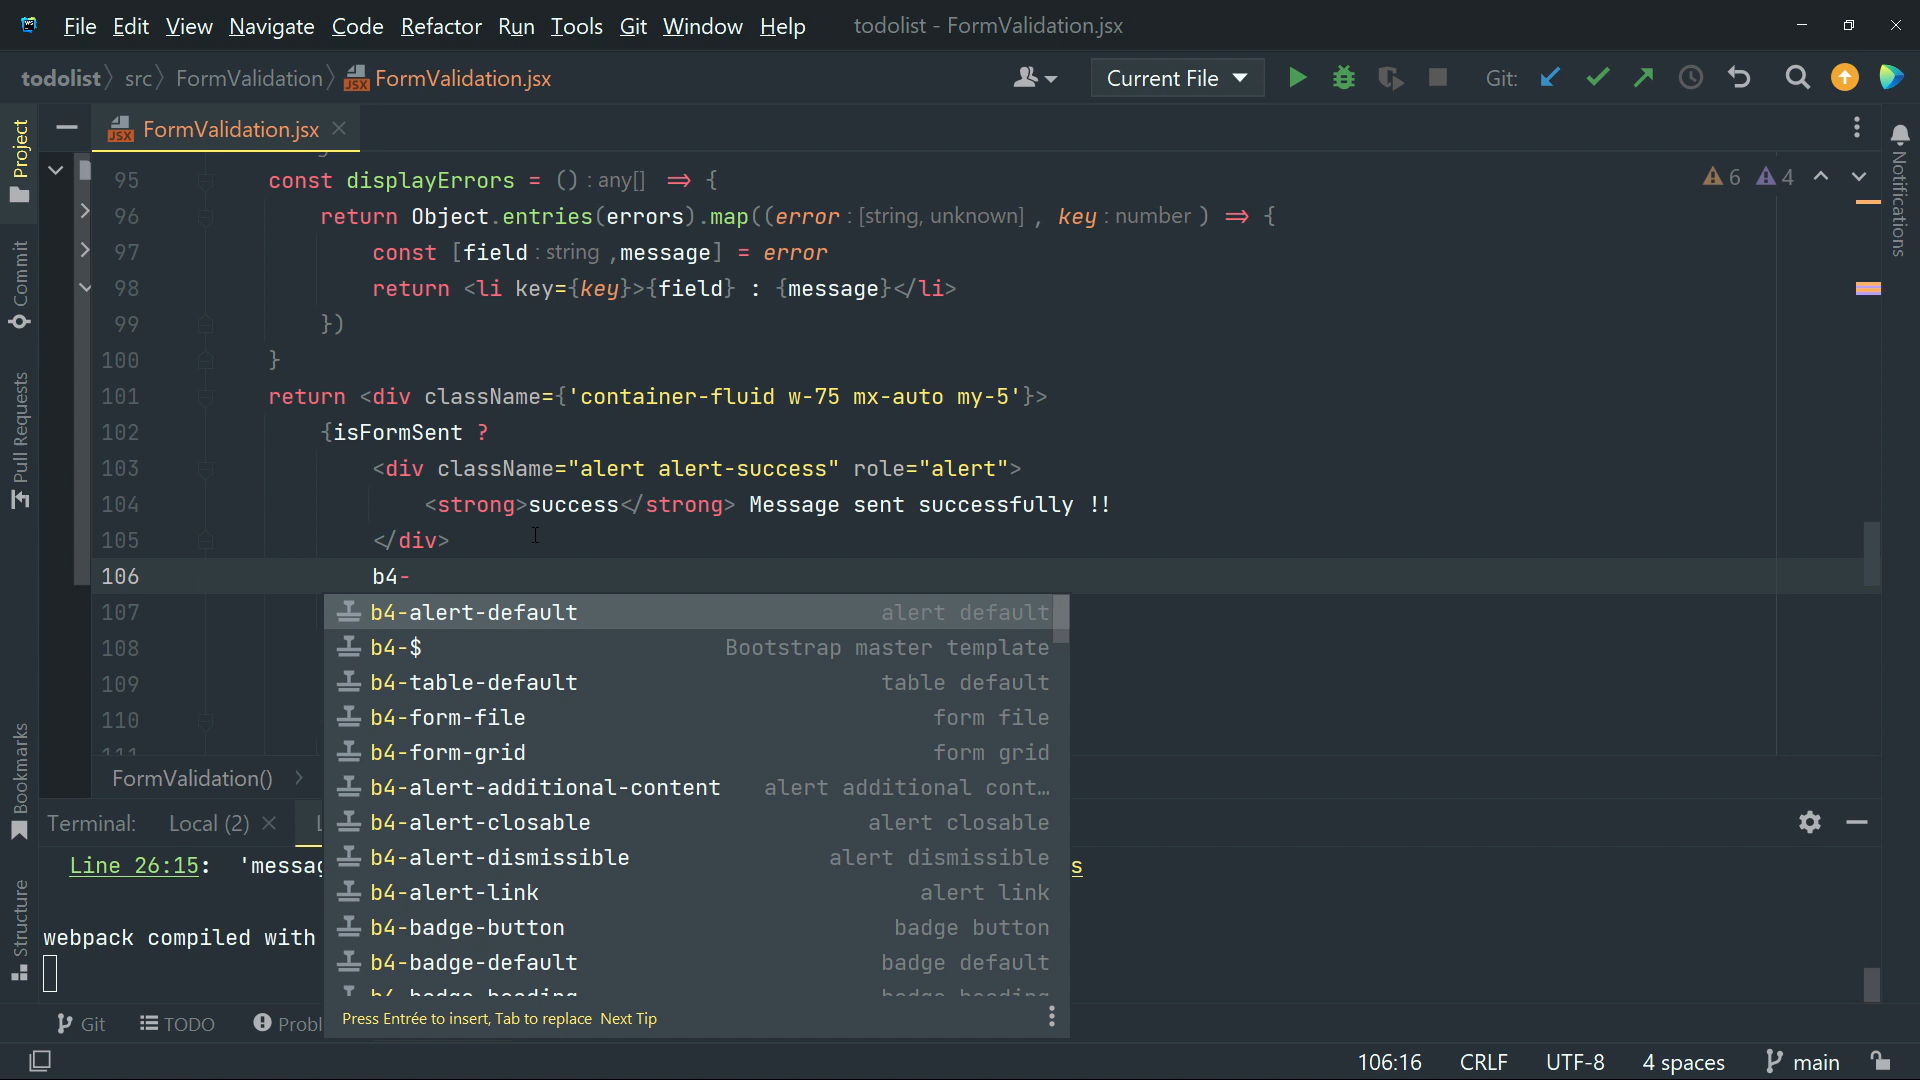 File Edit View Navigate Code Refactor Run Tools Git Window Help todolist - FormValidation.jsx
todolist src FormValidation FormValidation.jsx Current File Git:
FormValidation.jsx
Project
Commit
Pull Requests
Bookmarks
Structure
Notifications
6 4
95 const displayErrors = () : any[] => {
96 return Object.entries(errors).map((error : [string, unknown] , key : number ) => {
97 const [field : string ,message] = error
98 return <li key={key}>{field} : {message}</li>
99 })
100 }
101 return <div className={'container-fluid w-75 mx-auto my-5'}>
102 {isFormSent ?
103 <div className="alert alert-success" role="alert">
104 <strong>success</strong> Message sent successfully !!
105 </div>
106 b4-
107
108
109
110
111
b4-alert-default alert default
b4-$ Bootstrap master template
b4-table-default table default
b4-form-file form file
b4-form-grid form grid
b4-alert-additional-content alert additional cont…
b4-alert-closable alert closable
b4-alert-dismissible alert dismissible
b4-alert-link alert link
b4-badge-button badge button
b4-badge-default badge default
b4-badge-heading badge heading
Press Entrée to insert, Tab to replace Next Tip
FormValidation()
Terminal: Local (2)
Line 26:15: 'messag s
webpack compiled with
Git TODO Probl
106:16 CRLF UTF-8 4 spaces main